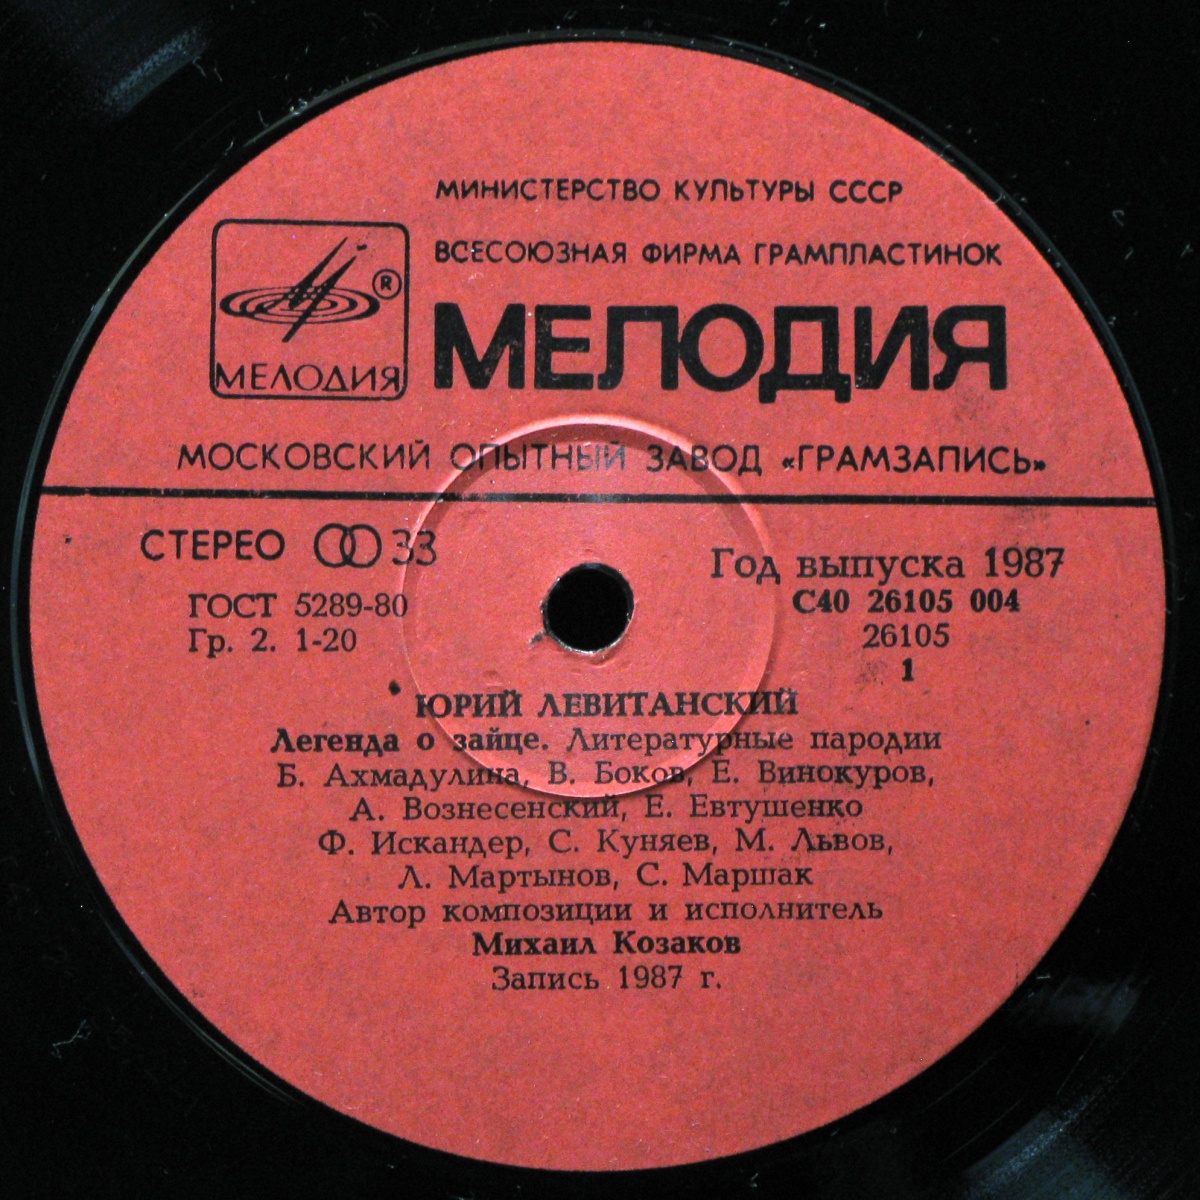 МИНИСТЕРСТВО КУЛЬТУРЫ СССР
ВСЕСОЮЗНАЯ ФИРМА ГРАМПЛАСТИНОК
®
МЕЛОДИЯ
МЕЛОДИЯ
МОСКОВСКИЙ ОПЫТНЫЙ ЗАВОД «ГРАМЗАПИСЬ»
СТЕРЕО 33
ГОСТ 5289-80
Гр. 2. 1-20
Год выпуска 1987
С40 26105 004
26105
1
ЮРИЙ ЛЕВИТАНСКИЙ
Легенда о зайце. Литературные пародии
Б. Ахмадулина, В. Боков, Е. Винокуров,
А. Вознесенский, Е. Евтушенко
Ф. Искандер, С. Куняев, М. Львов,
Л. Мартынов, С. Маршак
Автор композиции и исполнитель
Михаил Козаков
Запись 1987 г.